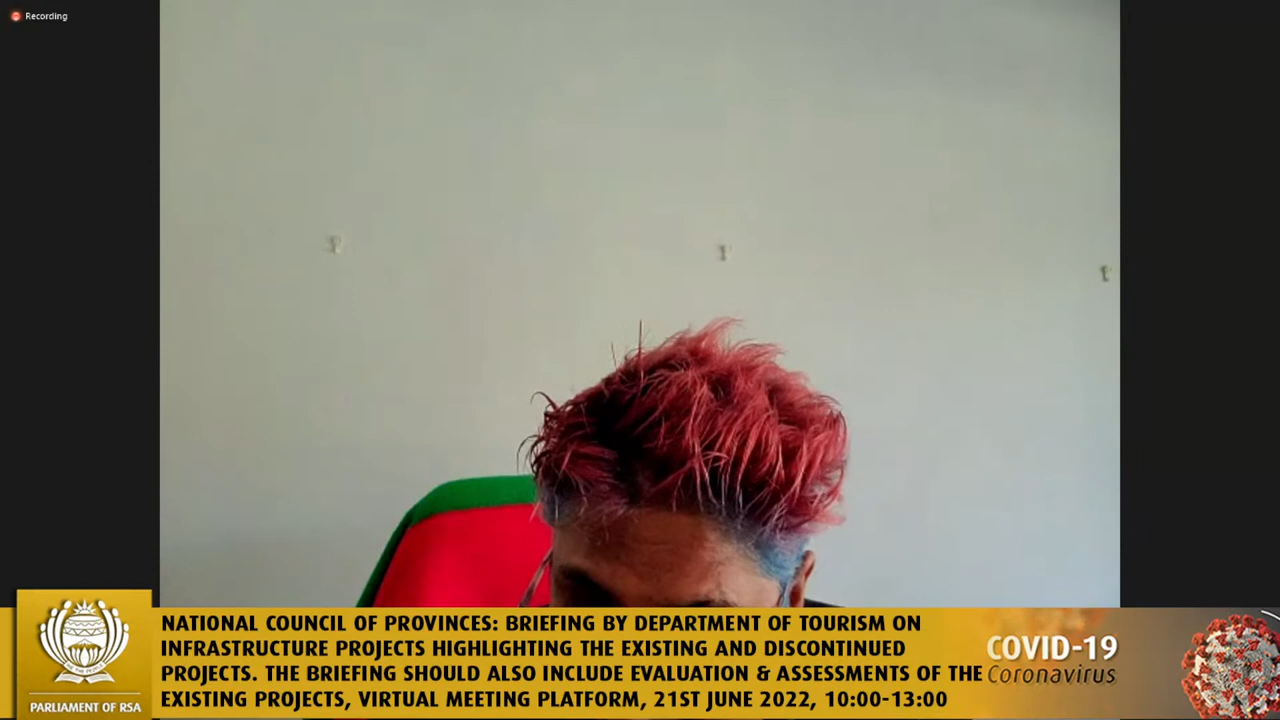 Recording
NATIONAL COUNCIL OF PROVINCES: BRIEFING BY DEPARTMENT OF TOURISM ON
INFRASTRUCTURE PROJECTS HIGHLIGHTING THE EXISTING AND DISCONTINUED
PROJECTS. THE BRIEFING SHOULD ALSO INCLUDE EVALUATION & ASSESSMENTS OF THE
EXISTING PROJECTS, VIRTUAL MEETING PLATFORM, 21ST JUNE 2022, 10:00-13:00
PARLIAMENT OF RSA
COVID-19
Coronavirus